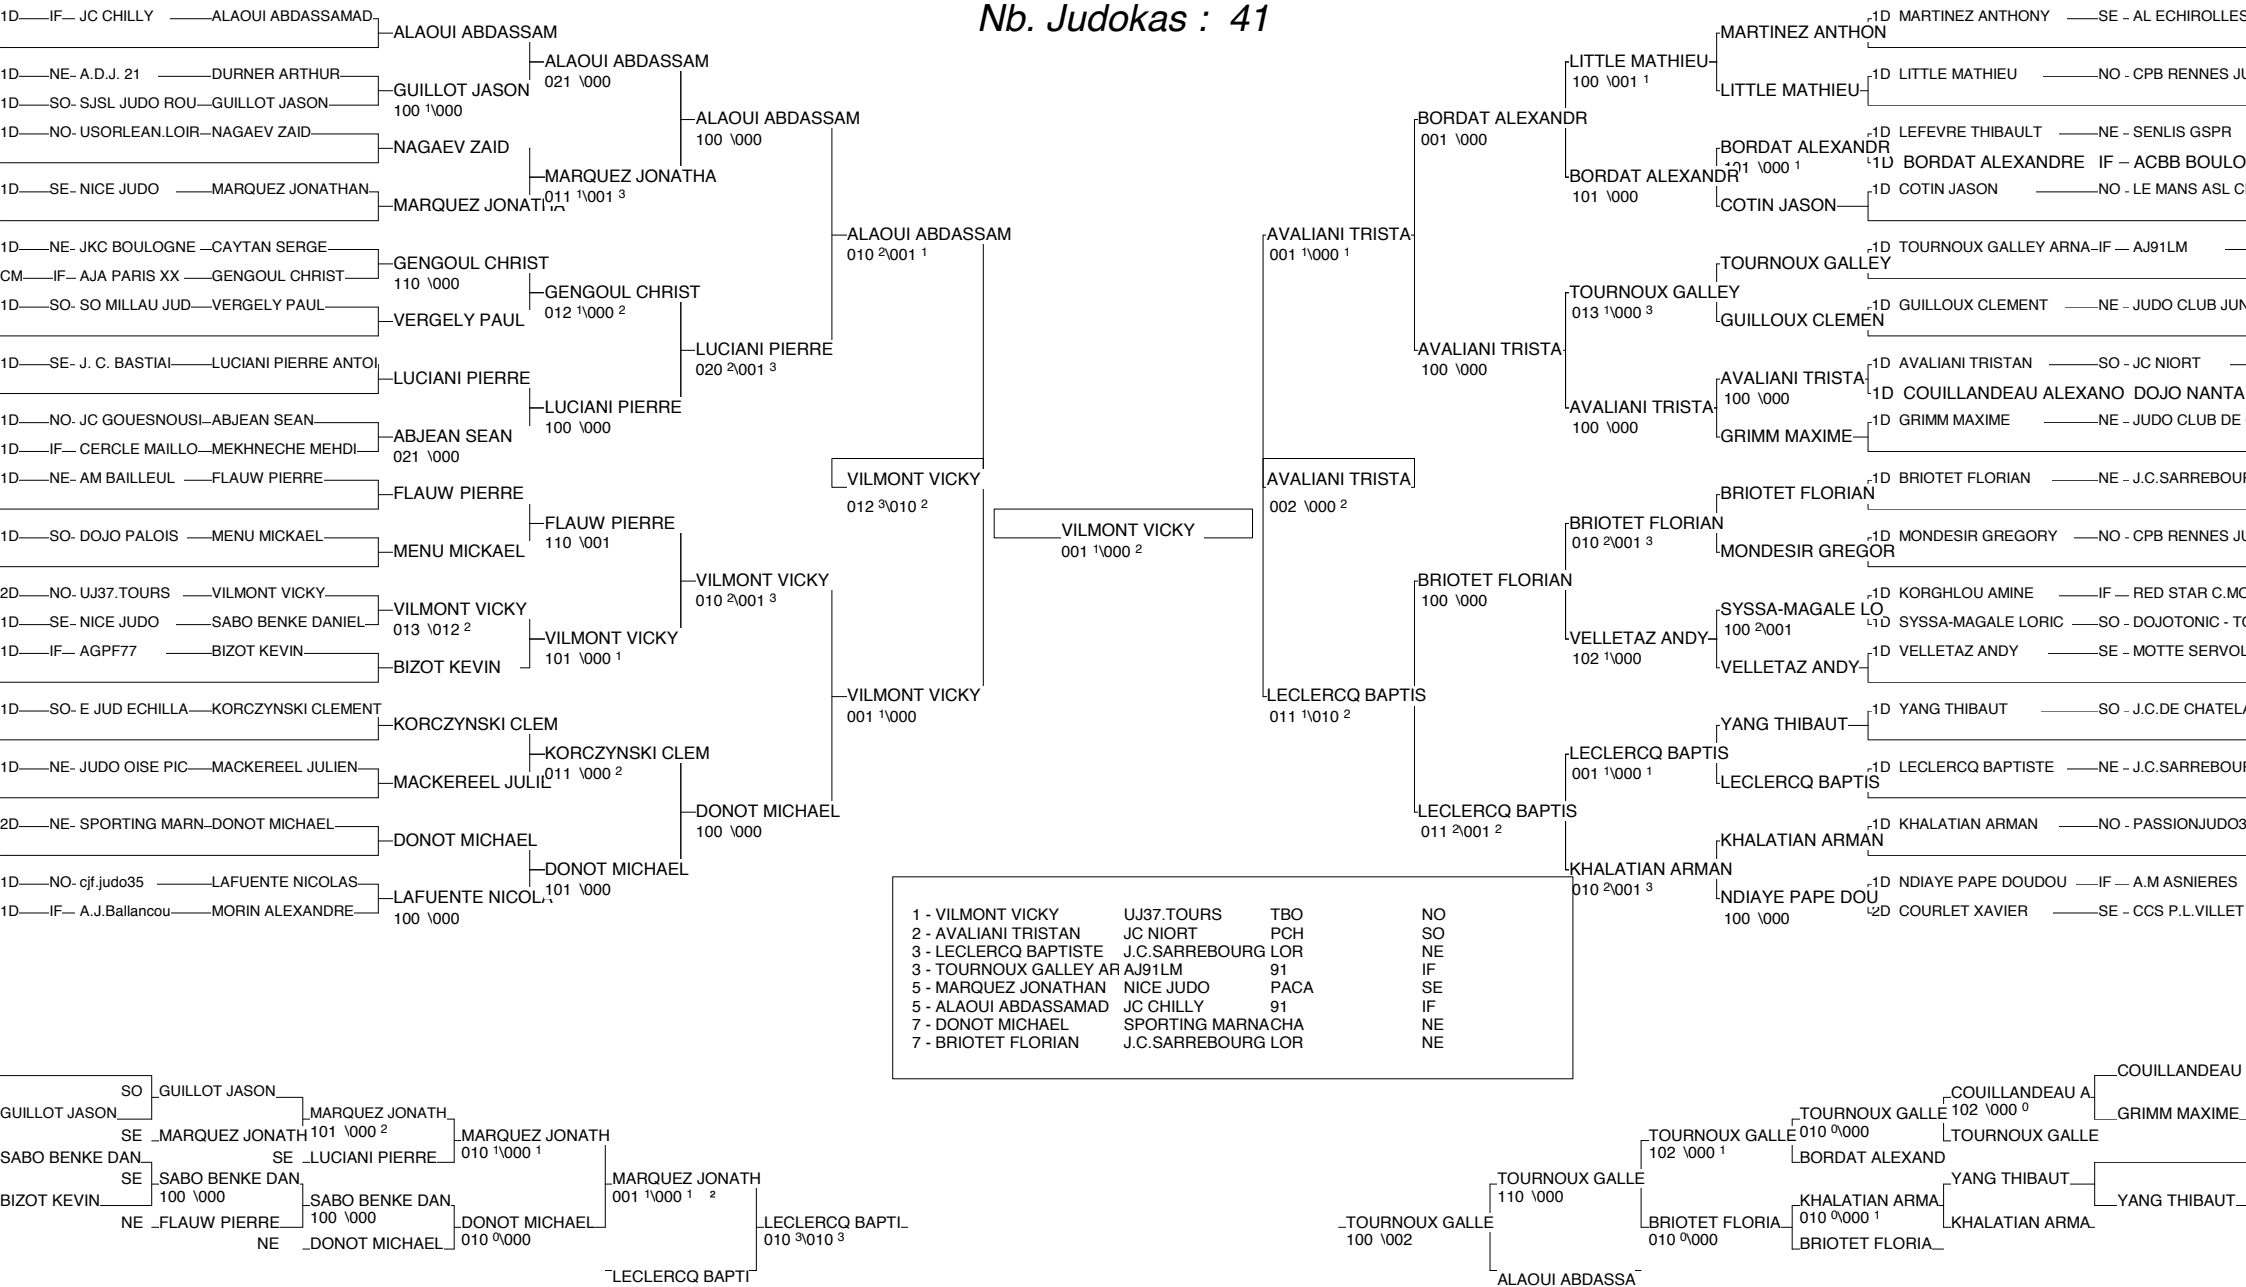 Nb. Judokas : 41
1D IF JC CHILLY ALAOUI ABDASSAMAD
1D NE- A.D.J. 21 DURNER ARTHUR
1D SO- SJSL JUDO ROU GUILLOT JASON
1D NO- USORLEAN.LOIR NAGAEV ZAID
1D SE- NICE JUDO MARQUEZ JONATHAN
1D NE- JKC BOULOGNE CAYTAN SERGE
CM IF AJA PARIS XX GENGOUL CHRIST
1D SO- SO MILLAU JUD VERGELY PAUL
1D SE- J. C. BASTIAI LUCIANI PIERRE ANTOI
1D NO- JC GOUESNOUSI ABJEAN SEAN
1D IF CERCLE MAILLO MEKHNECHE MEHDI
1D NE- AM BAILLEUL FLAUW PIERRE
1D SO- DOJO PALOIS MENU MICKAEL
2D NO- UJ37.TOURS VILMONT VICKY
1D SE- NICE JUDO SABO BENKE DANIEL
1D IF AGPF77 BIZOT KEVIN
1D SO- E JUD ECHILLA KORCZYNSKI CLEMENT
1D NE- JUDO OISE PIC MACKEREEL JULIEN
2D NE- SPORTING MARN DONOT MICHAEL
1D NO- cjf.judo35 LAFUENTE NICOLAS
1D IF A.J.Ballancou MORIN ALEXANDRE
ALAOUI ABDASSAM
GUILLOT JASON
100 1\000
NAGAEV ZAID
MARQUEZ JONATHA
GENGOUL CHRIST
110 \000
VERGELY PAUL
LUCIANI PIERRE
ABJEAN SEAN
021 \000
FLAUW PIERRE
MENU MICKAEL
VILMONT VICKY
013 \012 2
BIZOT KEVIN
KORCZYNSKI CLEM
MACKEREEL JULIE
DONOT MICHAEL
LAFUENTE NICOLA
100 \000
ALAOUI ABDASSAM
021 \000
MARQUEZ JONATHA
011 1\001 3
GENGOUL CHRIST
012 1\000 2
LUCIANI PIERRE
100 \000
FLAUW PIERRE
110 \001
VILMONT VICKY
101 \000 1
KORCZYNSKI CLEM
011 \000 2
DONOT MICHAEL
101 \000
ALAOUI ABDASSAM
100 \000
LUCIANI PIERRE
020 2\001 3
VILMONT VICKY
010 2\001 3
DONOT MICHAEL
100 \000
ALAOUI ABDASSAM
010 2\001 1
VILMONT VICKY
001 1\000
VILMONT VICKY
012 3\010 2
VILMONT VICKY
001 1\000 2
AVALIANI TRISTA
002 \000 2
AVALIANI TRISTA
001 1\000 1
LECLERCQ BAPTIS
011 1\010 2
BORDAT ALEXANDR
001 \000
AVALIANI TRISTA
100 \000
BRIOTET FLORIAN
100 \000
LECLERCQ BAPTIS
011 2\001 2
LITTLE MATHIEU
100 \001 1
BORDAT ALEXANDR
101 \000
TOURNOUX GALLEY
013 1\000 3
AVALIANI TRISTA
100 \000
BRIOTET FLORIAN
010 2\001 3
VELLETAZ ANDY
102 1\000
LECLERCQ BAPTIS
001 1\000 1
KHALATIAN ARMAN
010 2\001 3
MARTINEZ ANTHON
LITTLE MATHIEU
BORDAT ALEXANDR
101 \000 1
COTIN JASON
TOURNOUX GALLEY
GUILLOUX CLEMEN
AVALIANI TRISTA
100 \000
GRIMM MAXIME
BRIOTET FLORIAN
MONDESIR GREGOR
SYSSA-MAGALE LO
100 2\001
VELLETAZ ANDY
YANG THIBAUT
LECLERCQ BAPTIS
KHALATIAN ARMAN
NDIAYE PAPE DOU
100 \000
1D MARTINEZ ANTHONY SE - AL ECHIROLLES
1D LITTLE MATHIEU NO - CPB RENNES JU
1D LEFEVRE THIBAULT NE - SENLIS GSPR
1D BORDAT ALEXANDRE IF - ACBB BOULO
1D COTIN JASON NO - LE MANS ASL C
1D TOURNOUX GALLEY ARNA IF - AJ91LM
1D GUILLOUX CLEMENT NE - JUDO CLUB JUN
1D AVALIANI TRISTAN SO - JC NIORT
1D COUILLANDEAU ALEXANO DOJO NANTA
1D GRIMM MAXIME NE - JUDO CLUB DE
1D BRIOTET FLORIAN NE - J.C.SARREBOUR
1D MONDESIR GREGORY NO - CPB RENNES JU
1D KORGHLOU AMINE IF - RED STAR C.MO
1D SYSSA-MAGALE LORIC SO - DOJOTONIC - TO
1D VELLETAZ ANDY SE - MOTTE SERVOL
1D YANG THIBAUT SO - J.C.DE CHATELA
1D LECLERCQ BAPTISTE NE - J.C.SARREBOUR
1D KHALATIAN ARMAN NO - PASSIONJUDO3
1D NDIAYE PAPE DOUDOU IF - A.M ASNIERES
2D COURLET XAVIER SE - CCS P.L.VILLET
1 - VILMONT VICKY UJ37.TOURS TBO NO
2 - AVALIANI TRISTAN JC NIORT PCH SO
3 - LECLERCQ BAPTISTE J.C.SARREBOURG LOR NE
3 - TOURNOUX GALLEY AR AJ91LM 91 IF
5 - MARQUEZ JONATHAN NICE JUDO PACA SE
5 - ALAOUI ABDASSAMAD JC CHILLY 91 IF
7 - DONOT MICHAEL SPORTING MARNA CHA NE
7 - BRIOTET FLORIAN J.C.SARREBOURG LOR NE
GUILLOT JASON
SABO BENKE DAN
BIZOT KEVIN
SO GUILLOT JASON
SE MARQUEZ JONATH
SE SABO BENKE DAN
100 \000
NE FLAUW PIERRE
MARQUEZ JONATH
101 \000 2
SE LUCIANI PIERRE
SABO BENKE DAN
100 \000
NE DONOT MICHAEL
MARQUEZ JONATH
010 1\000 1
DONOT MICHAEL
010 0\000
MARQUEZ JONATH
001 1\000 1 2
LECLERCQ BAPTI
LECLERCQ BAPTI
010 3\010 3
TOURNOUX GALLE
100 \002
TOURNOUX GALLE
110 \000
ALAOUI ABDASSA
TOURNOUX GALLE
102 \000 1
BRIOTET FLORIA
010 0\000
TOURNOUX GALLE
010 0\000
BORDAT ALEXAND
KHALATIAN ARMA
010 0\000 1
BRIOTET FLORIA
COUILLANDEAU A
102 \000 0
TOURNOUX GALLE
YANG THIBAUT
KHALATIAN ARMA
COUILLANDEAU
GRIMM MAXIME
YANG THIBAUT